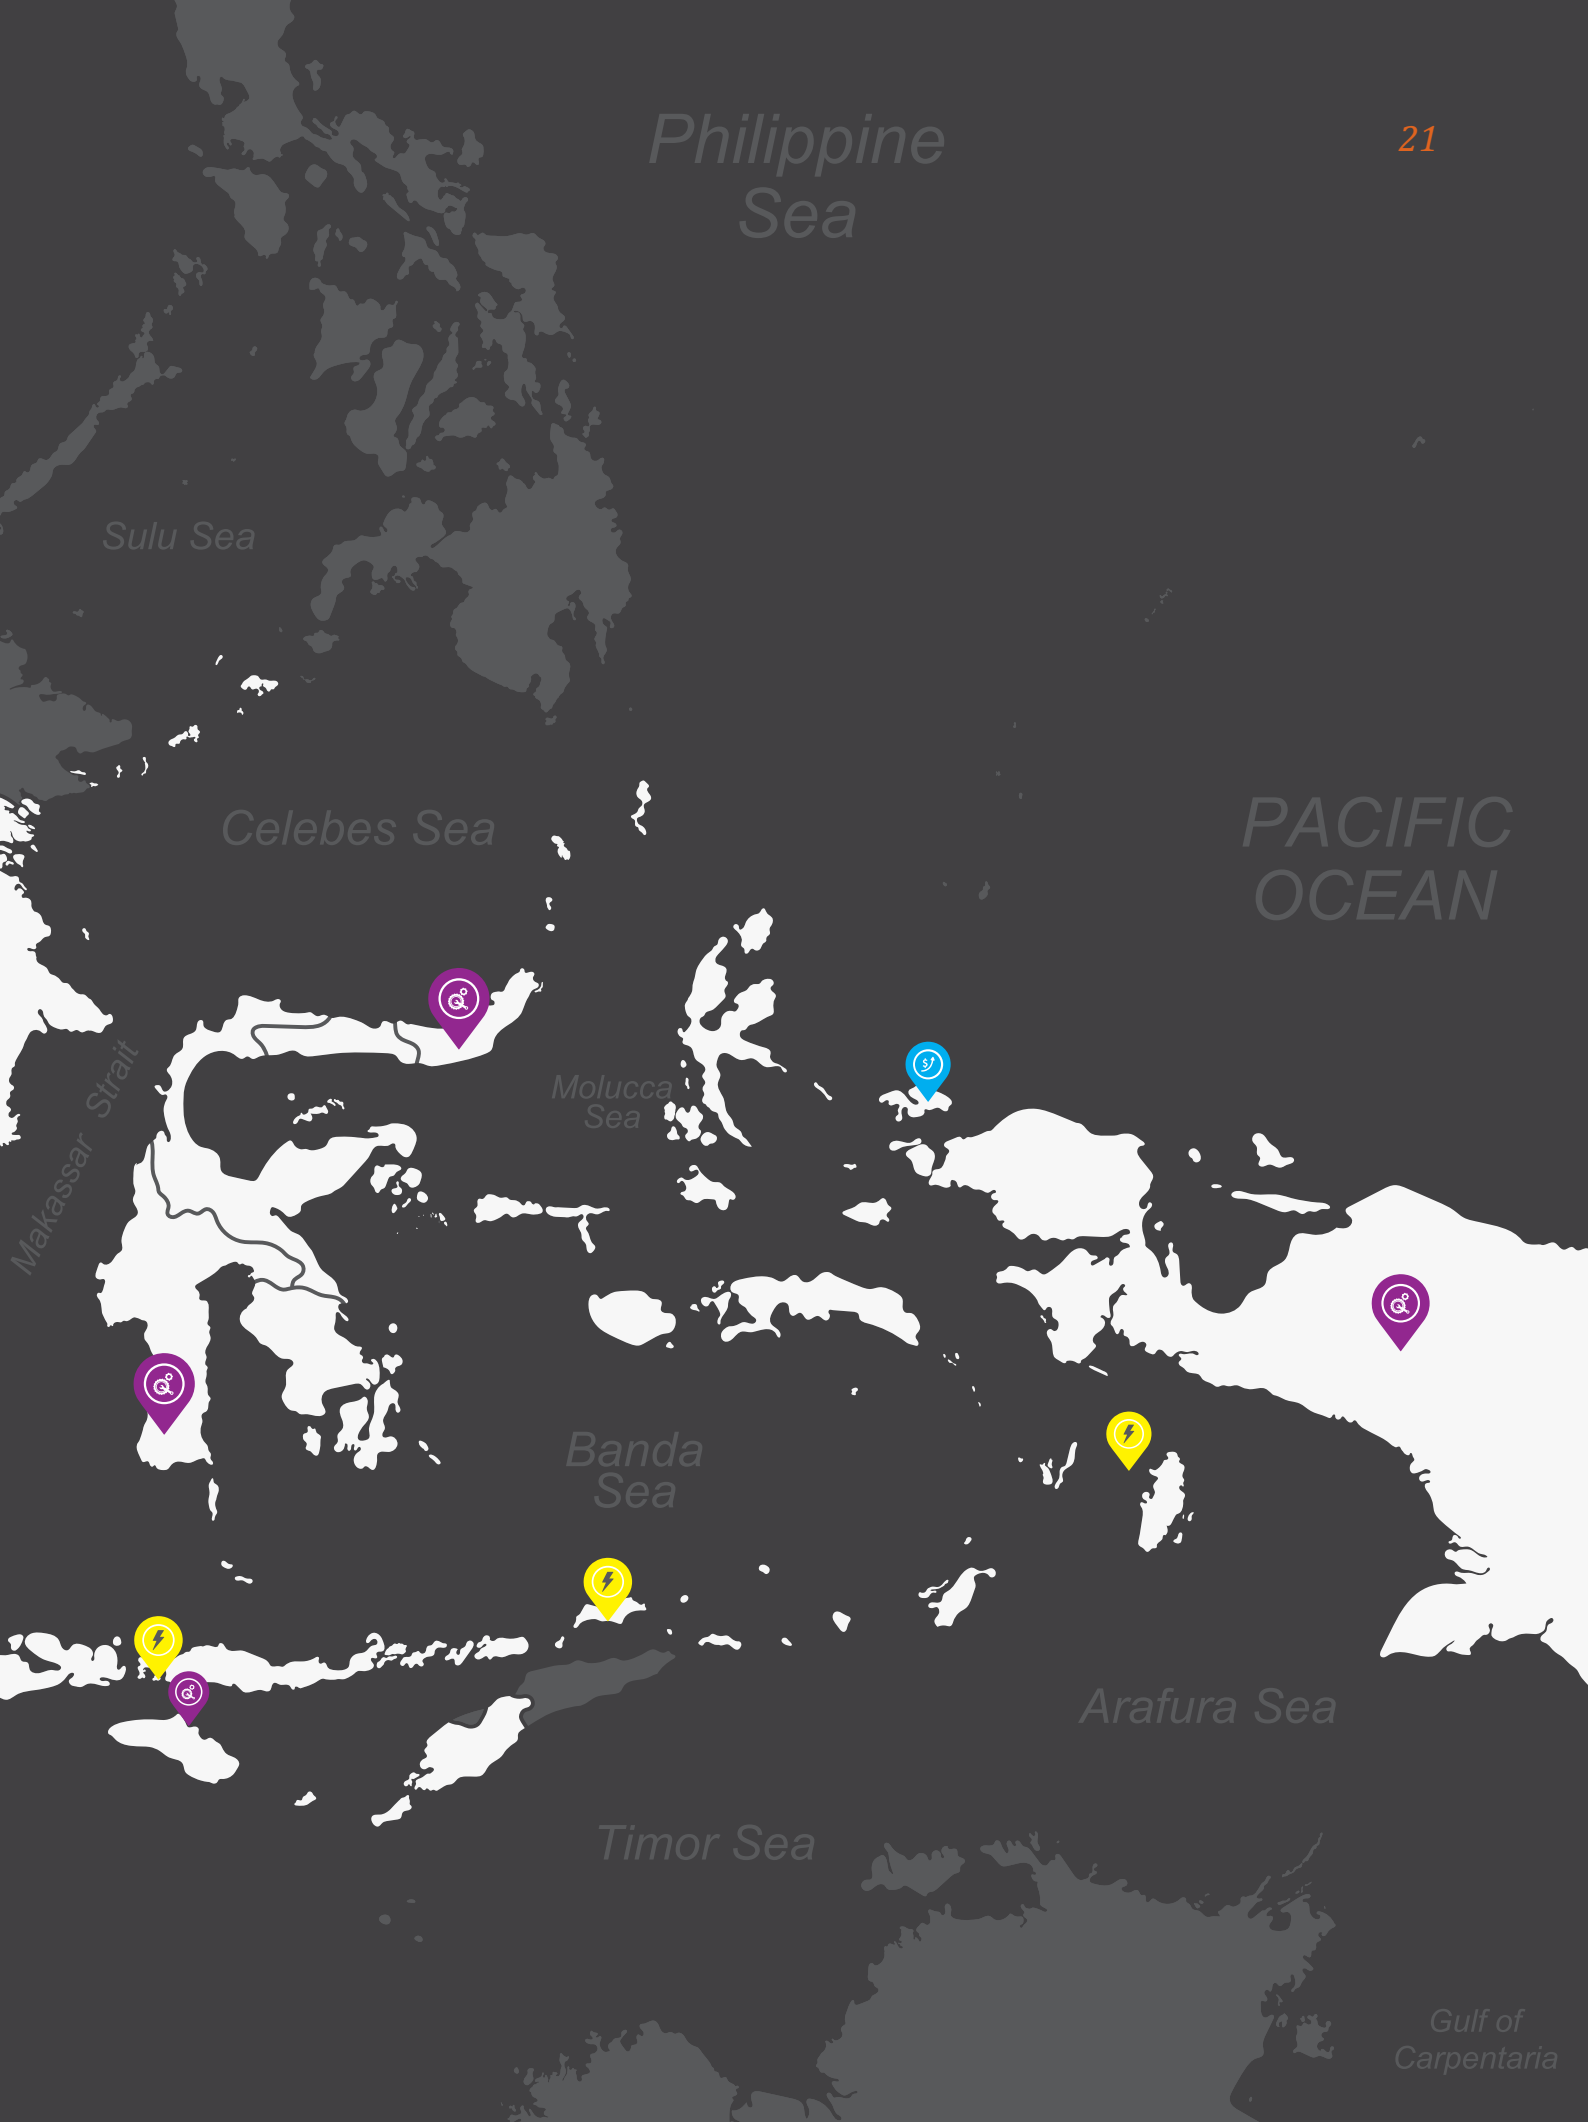 Philippine
Sea
21
Sulu Sea
Celebes Sea
PACIFIC
OCEAN
Makassar Strait
Molucca
Sea
Banda
Sea
Arafura Sea
Timor Sea
Gulf of
Carpentaria